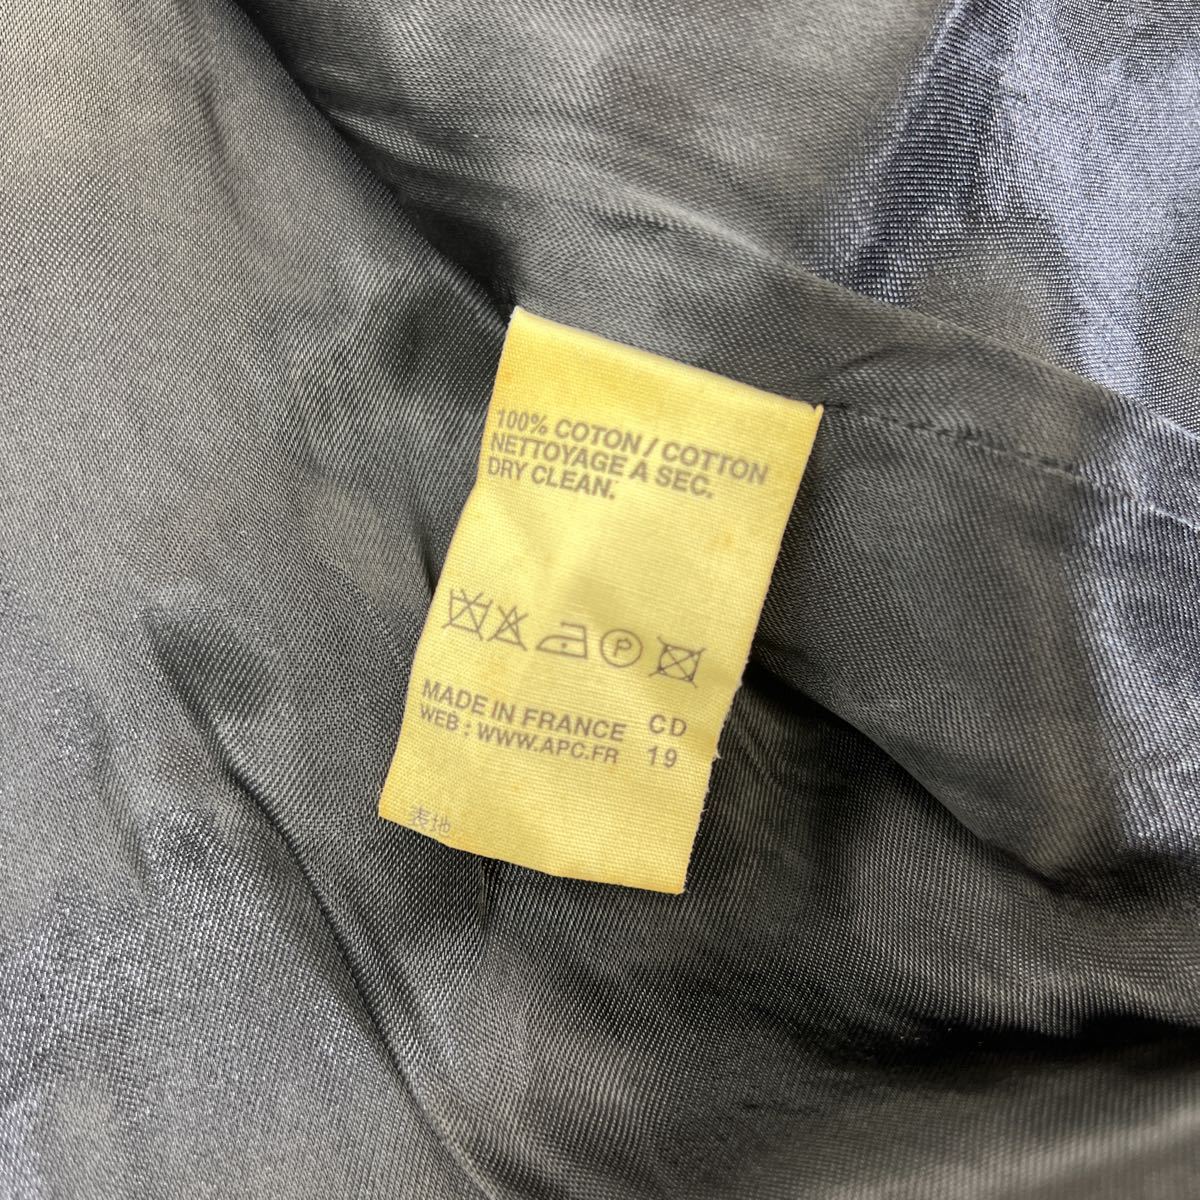 100% COTON / COTTON
NETTOYAGE A SEC.
DRY CLEAN.
P
MADE IN FRANCE CD
WEB : WWW.APC.FR 19
表地